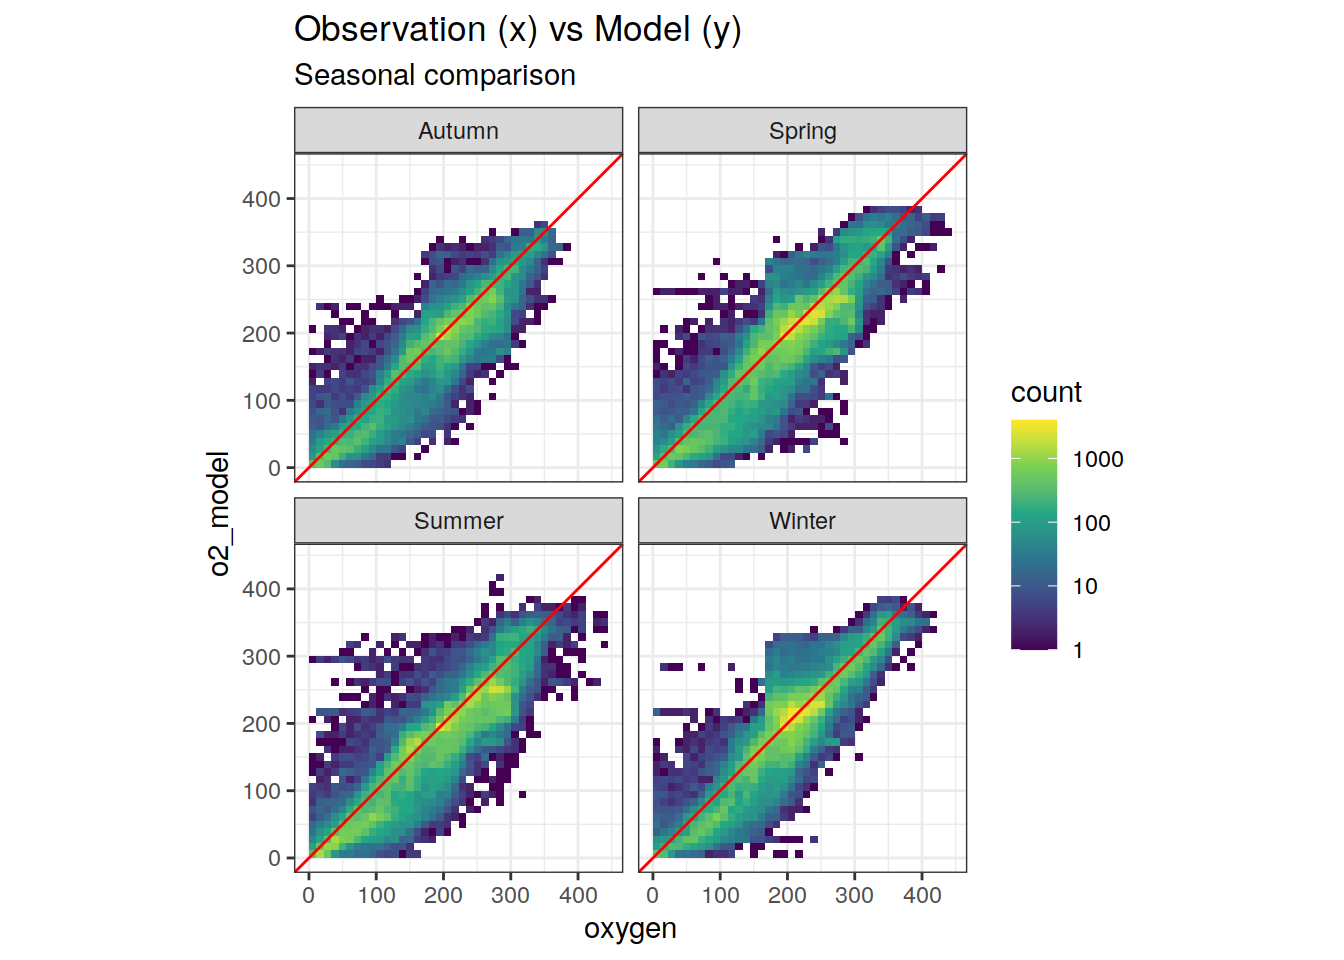 Observation (x) vs Model (y)
Seasonal comparison
Autumn
Spring
400
300
200
100
0
Summer
Winter
400
300
200
100
0
0 100 200 300 400
0 100 200 300 400
oxygen
o2_model
count
1000
100
10
1